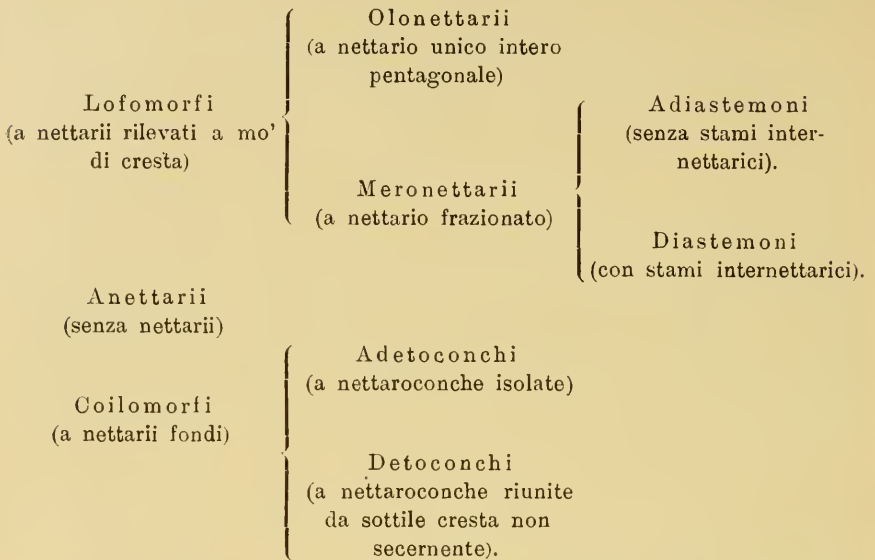 Olonettarii
(a nettario unico intero
pentagonale)
Lofomorfi
(a nettarii rilevati a mo'
di cresta)
Adiastemoni
(senza stami inter-
nettarici).
Meronettarii
(a nettario frazionato)
Diastemoni
(con stami internettarici).
Anettarii
(senza nettarii)
Adetoconchi
(a nettaroconche isolate)
Coilomorfi
(a nettarii fondi)
Detoconchi
(a nettaroconche riunite
da sottile cresta non
secernente).